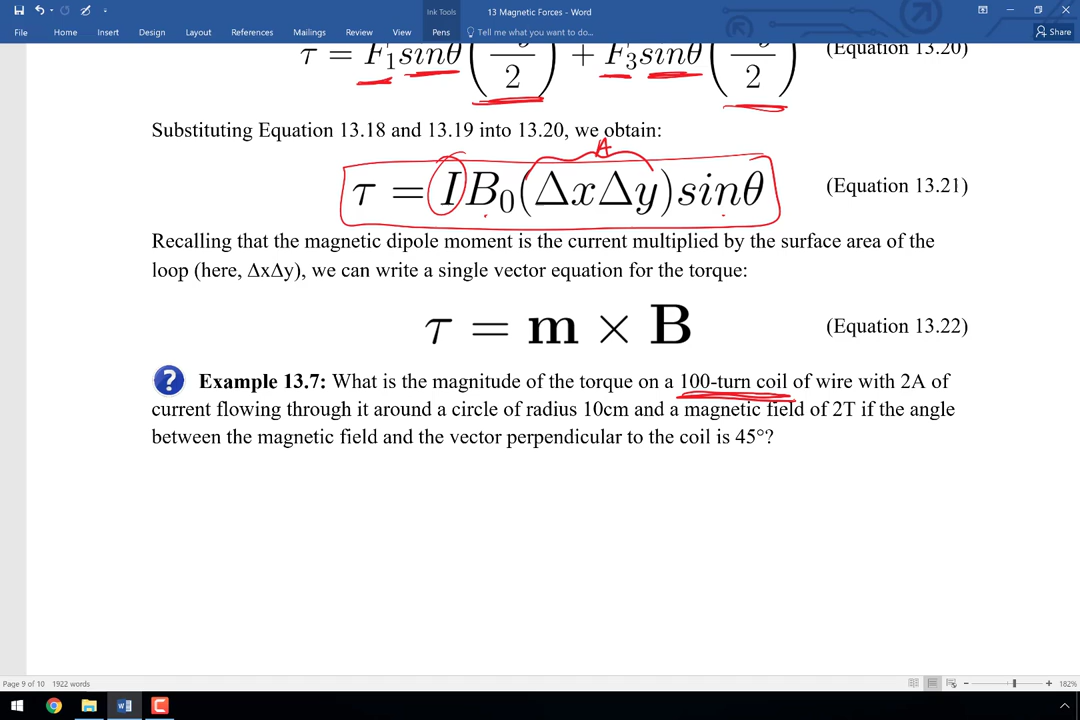 Ink Tools
13 Magnetic Forces - Word
File Home Insert Design Layout References Mailings Review View Pens Tell me what you want to do... Share
τ = F₁sinθ ( 2 ) + F₃sinθ ( 2 ) (Equation 13.20)
Substituting Equation 13.18 and 13.19 into 13.20, we obtain:
A
τ = IB₀(ΔxΔy)sinθ (Equation 13.21)
Recalling that the magnetic dipole moment is the current multiplied by the surface area of the
loop (here, ΔxΔy), we can write a single vector equation for the torque:
τ = m × B (Equation 13.22)
? Example 13.7: What is the magnitude of the torque on a 100-turn coil of wire with 2A of
current flowing through it around a circle of radius 10cm and a magnetic field of 2T if the angle
between the magnetic field and the vector perpendicular to the coil is 45°?
Page 9 of 10 1922 words 182%